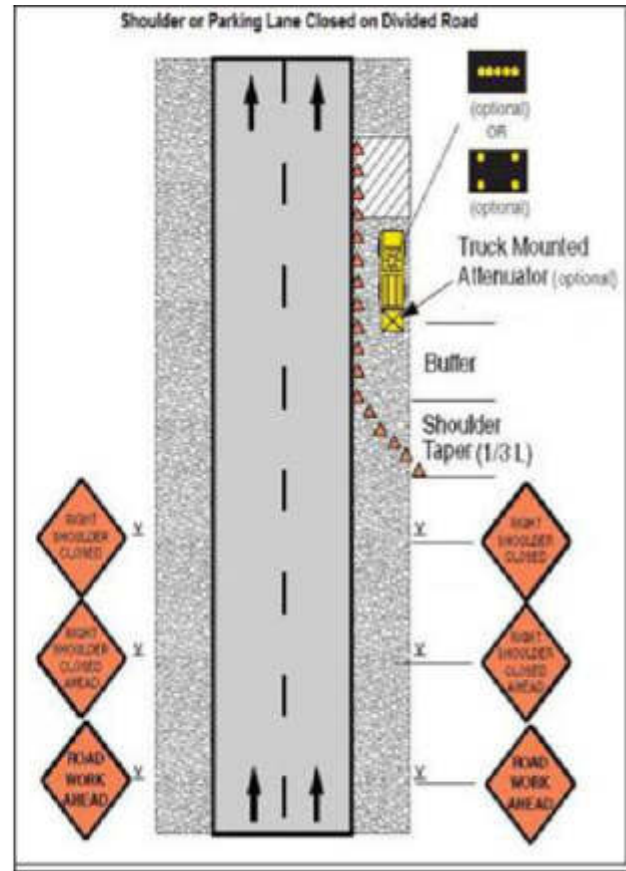 Shoulder or Parking Lane Closed on Divided Road
(optional)
OR
(optional)
Truck Mounted
Attenuator (optional)
Buffer
Shoulder
Taper (1/3 L)
RIGHT
SHOULDER
CLOSED
RIGHT
SHOULDER
CLOSED
RIGHT
SHOULDER
CLOSED
AHEAD
RIGHT
SHOULDER
CLOSED
AHEAD
ROAD
WORK
AHEAD
ROAD
WORK
AHEAD